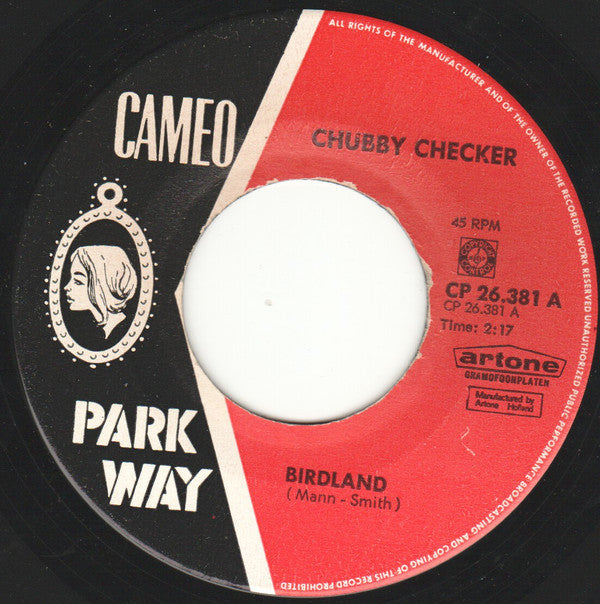 ALL RIGHTS OF THE MANUFACTURER AND OF THE OWNER OF THE RECORDED WORK RESERVED UNAUTHORIZED PUBLIC PERFORMANCE BROADCASTING AND COPYING OF THIS RECORD PROHIBITED
CAMEO
CHUBBY CHECKER
45 RPM
CP 26.381 A
CP 26.381 A
Time: 2:17
artone
GRAMOFOONPLATEN
Manufactured by
Artone Holland
PARK
WAY
BIRDLAND
( Mann - Smith )